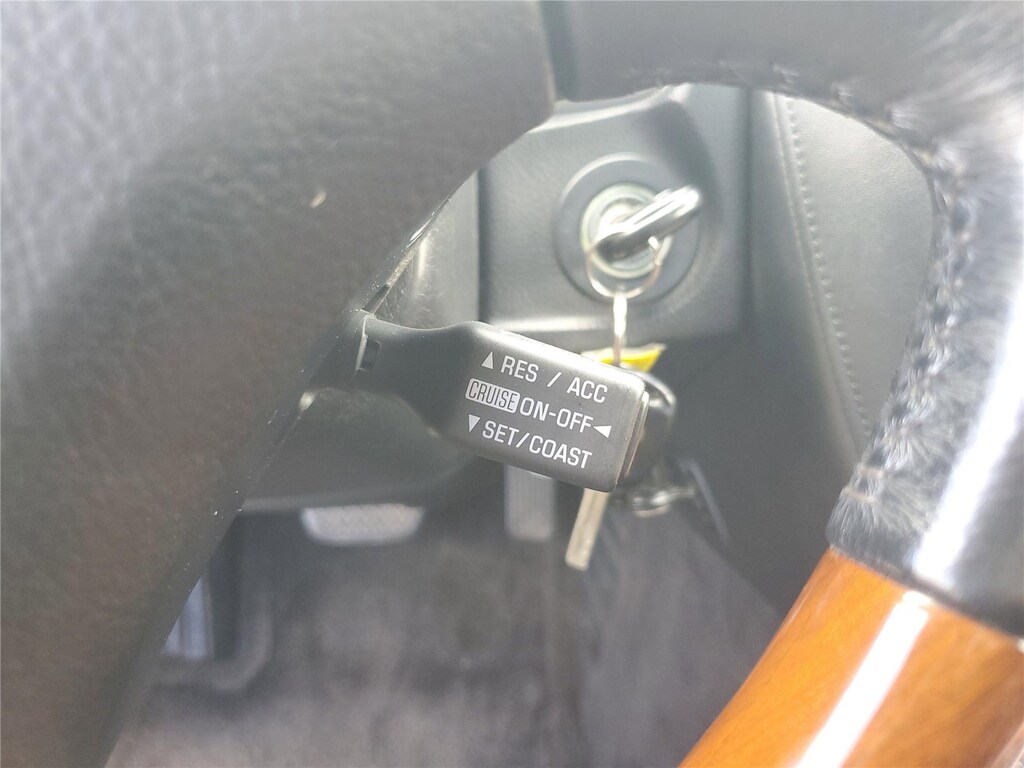 ▲ RES / ACC
CRUISE ON-OFF ◀
▼ SET/COAST